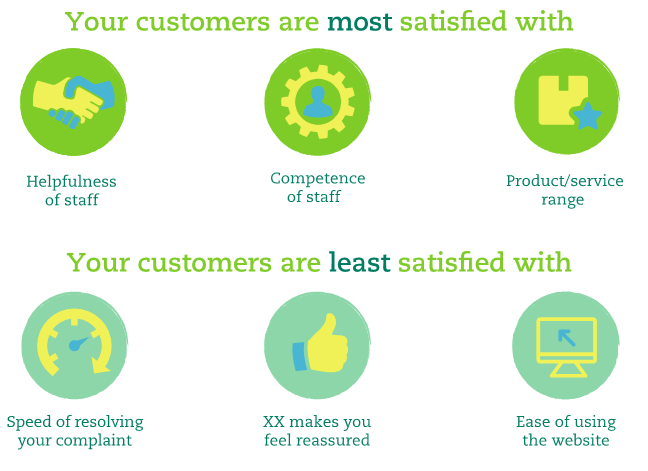 Your customers are most satisfied with
Helpfulness
of staff
Competence
of staff
Product/service
range
Your customers are least satisfied with
Speed of resolving
your complaint
XX makes you
feel reassured
Ease of using
the website